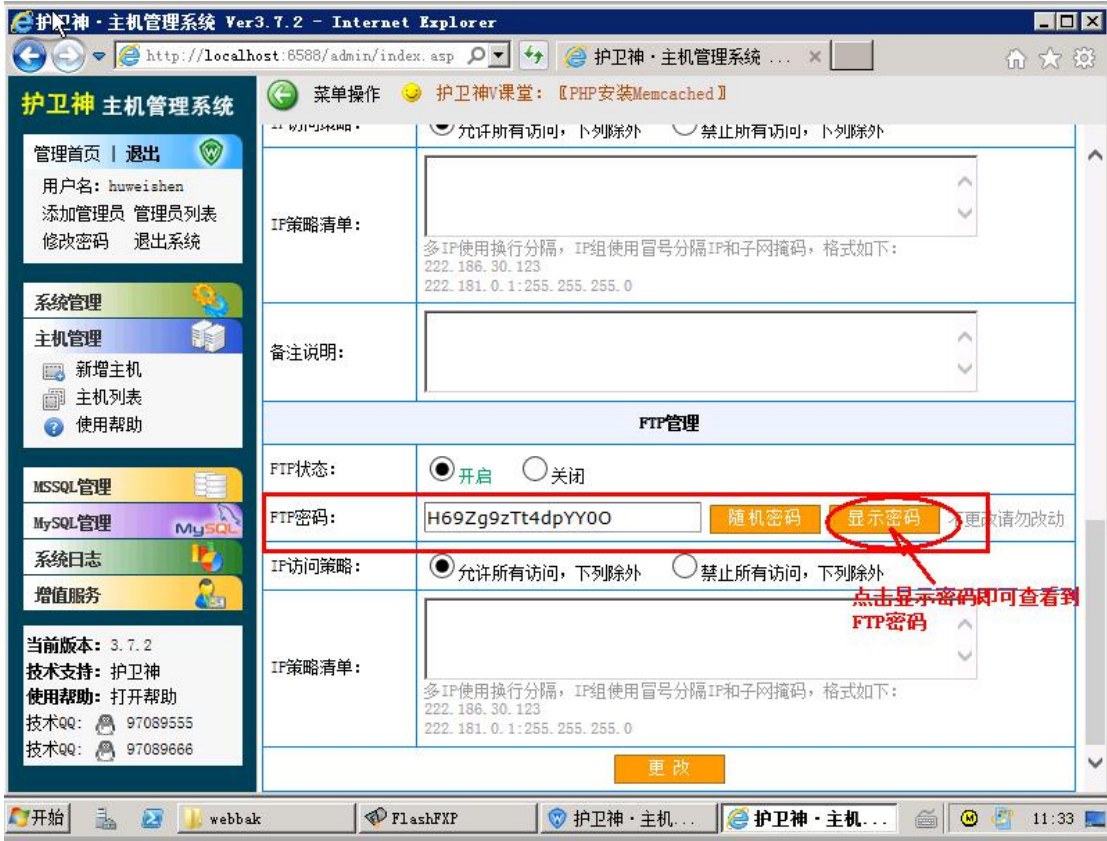 护卫神·主机管理系统 Ver3.7.2 - Internet Explorer
http://localhost:6588/admin/index.asp
护卫神·主机管理系统 ...
护卫神 主机管理系统
菜单操作 护卫神V课堂：〖PHP安装Memcached〗
管理首页 | 退出
用户名: huweishen
添加管理员 管理员列表
修改密码 退出系统
系统管理
主机管理
新增主机
主机列表
使用帮助
MSSQL管理
MySQL管理
MySQL
系统日志
增值服务
当前版本: 3.7.2
技术支持: 护卫神
使用帮助: 打开帮助
技术QQ: 97089555
技术QQ: 97089666
IP访问策略: 允许所有访问, 下列除外 禁止所有访问, 下列除外
IP策略清单:
多IP使用换行分隔, IP组使用冒号分隔IP和子网掩码, 格式如下:
222.186.30.123
222.181.0.1:255.255.255.0
备注说明:
FTP管理
FTP状态: 开启 关闭
FTP密码: H69Zg9zTt4dpYY0O 随机密码 显示密码 不更改请勿改动
IP访问策略: 允许所有访问, 下列除外 禁止所有访问, 下列除外
点击显示密码即可查看到
FTP密码
IP策略清单:
多IP使用换行分隔, IP组使用冒号分隔IP和子网掩码, 格式如下:
222.186.30.123
222.181.0.1:255.255.255.0
更 改
开始 webbak FlashFXP 护卫神·主机... 护卫神·主机... 11:33